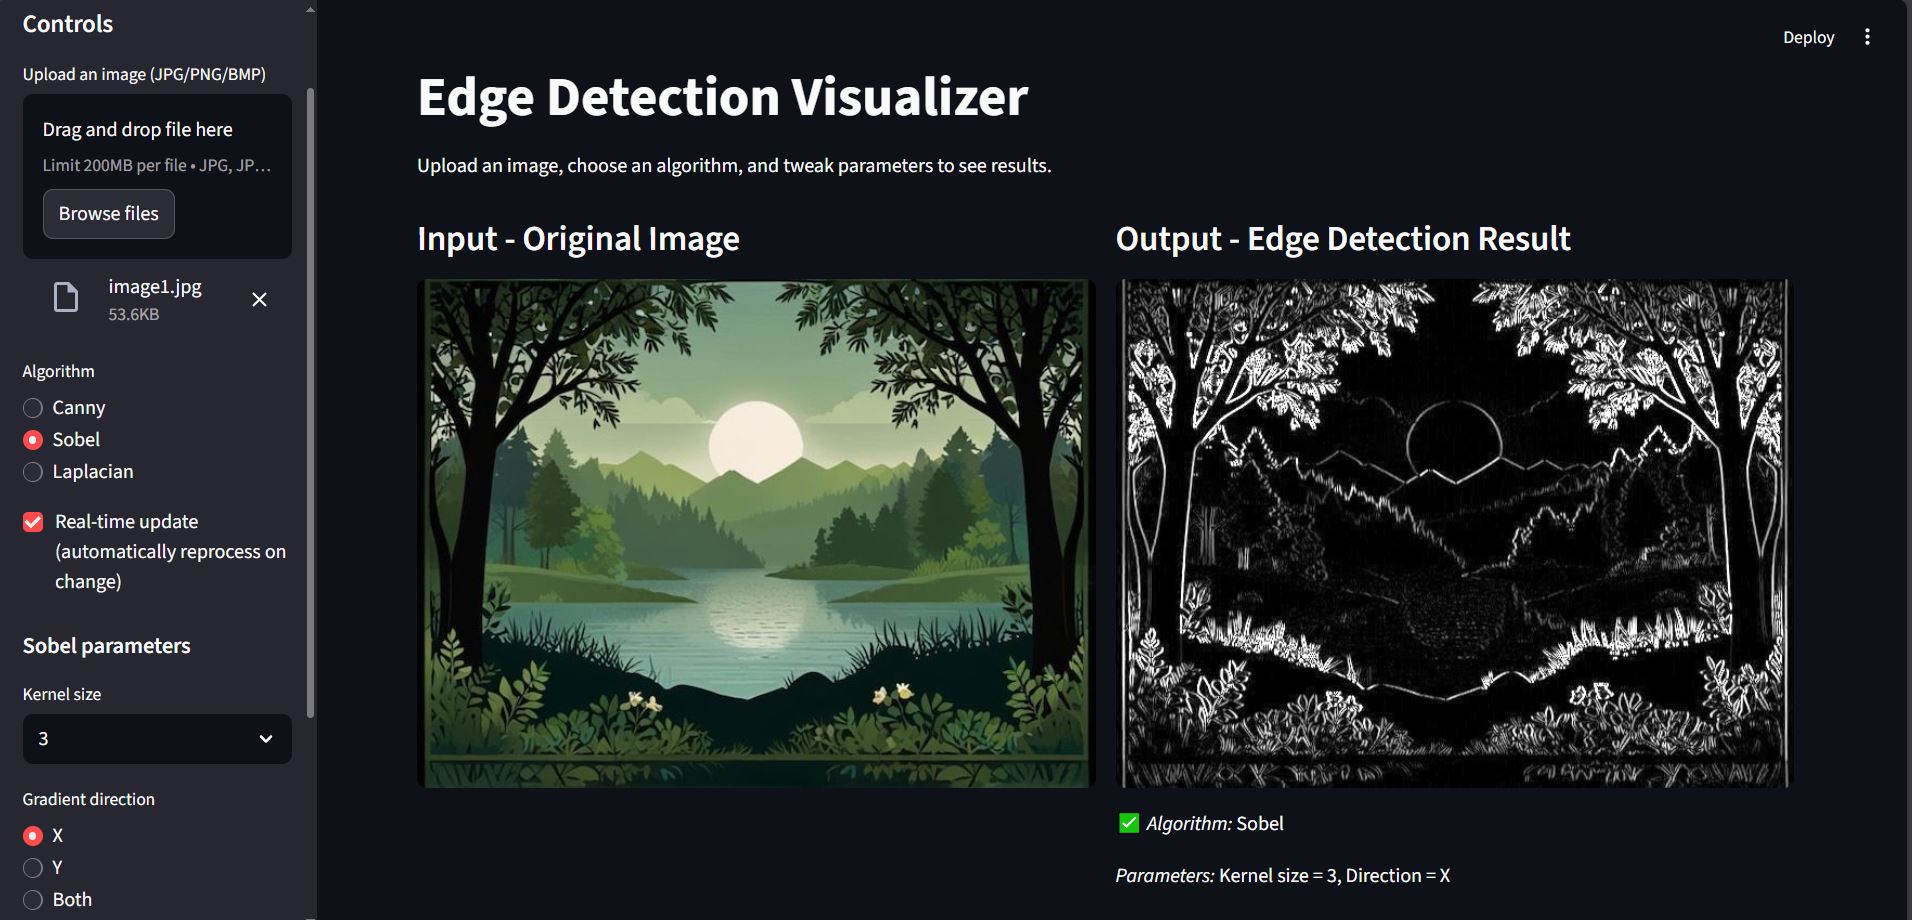 Controls
Upload an image (JPG/PNG/BMP)
Drag and drop file here
Limit 200MB per file • JPG, JP…
Browse files
image1.jpg
53.6KB
Algorithm
Canny
Sobel
Laplacian
Real-time update
(automatically reprocess on
change)
Sobel parameters
Kernel size
3
Gradient direction
X
Y
Both
Deploy
Edge Detection Visualizer
Upload an image, choose an algorithm, and tweak parameters to see results.
Input - Original Image
Output - Edge Detection Result
Algorithm: Sobel
Parameters: Kernel size = 3, Direction = X